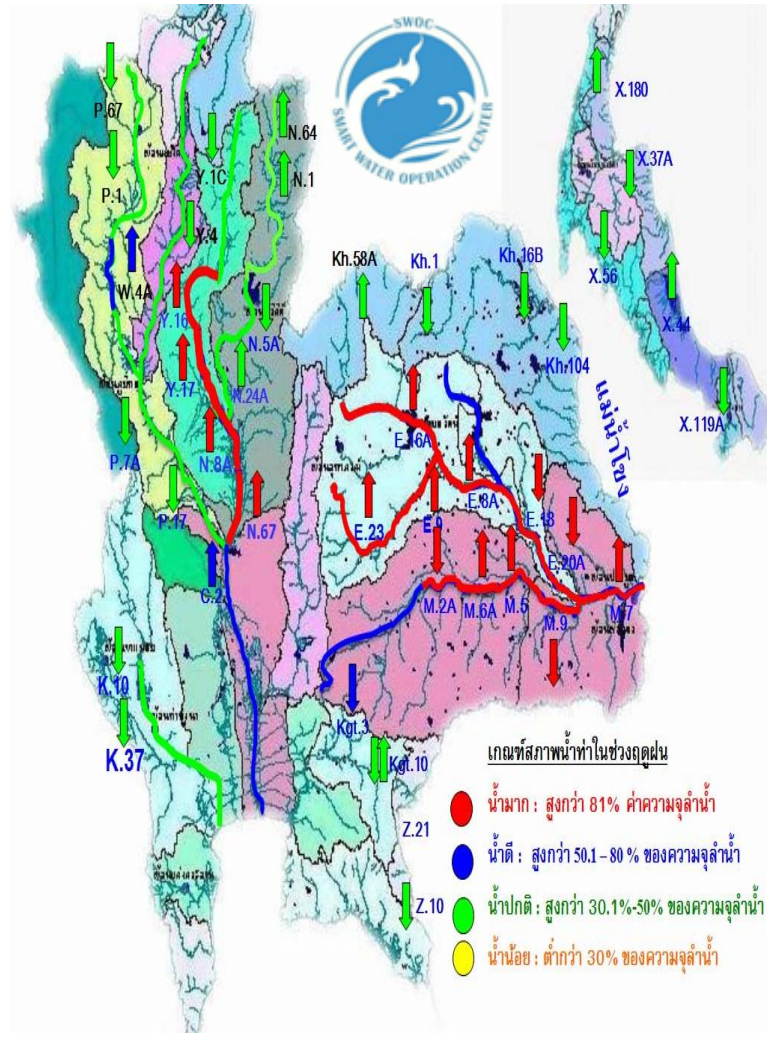 SWOC
SMART WATER OPERATION CENTER
P.67
P.1
Y.1C
N.64
N.1
Y.4
W.4A
Y.16
Y.17
N.5A
N.24A
N.8A
P.7A
P.17
N.67
C.2
K.10
K.37
Kh.58A
Kh.1
Kh.16B
Kh.104
แม่น้ำโขง
E.16A
E.8A
E.23
E.9
E.18
E.20A
M.2A
M.6A
M.5
M.9
M.7
Kgt.3
Kgt.10
Z.21
Z.10
X.180
X.37A
X.56
X.44
X.119A
เกณฑ์สภาพน้ำท่าในช่วงฤดูฝน
น้ำมาก : สูงกว่า 81% ค่าความจุลำน้ำ
น้ำดี : สูงกว่า 50.1 – 80 % ของความจุลำน้ำ
น้ำปกติ : สูงกว่า 30.1%-50% ของความจุลำน้ำ
น้ำน้อย : ต่ำกว่า 30% ของความจุลำน้ำ